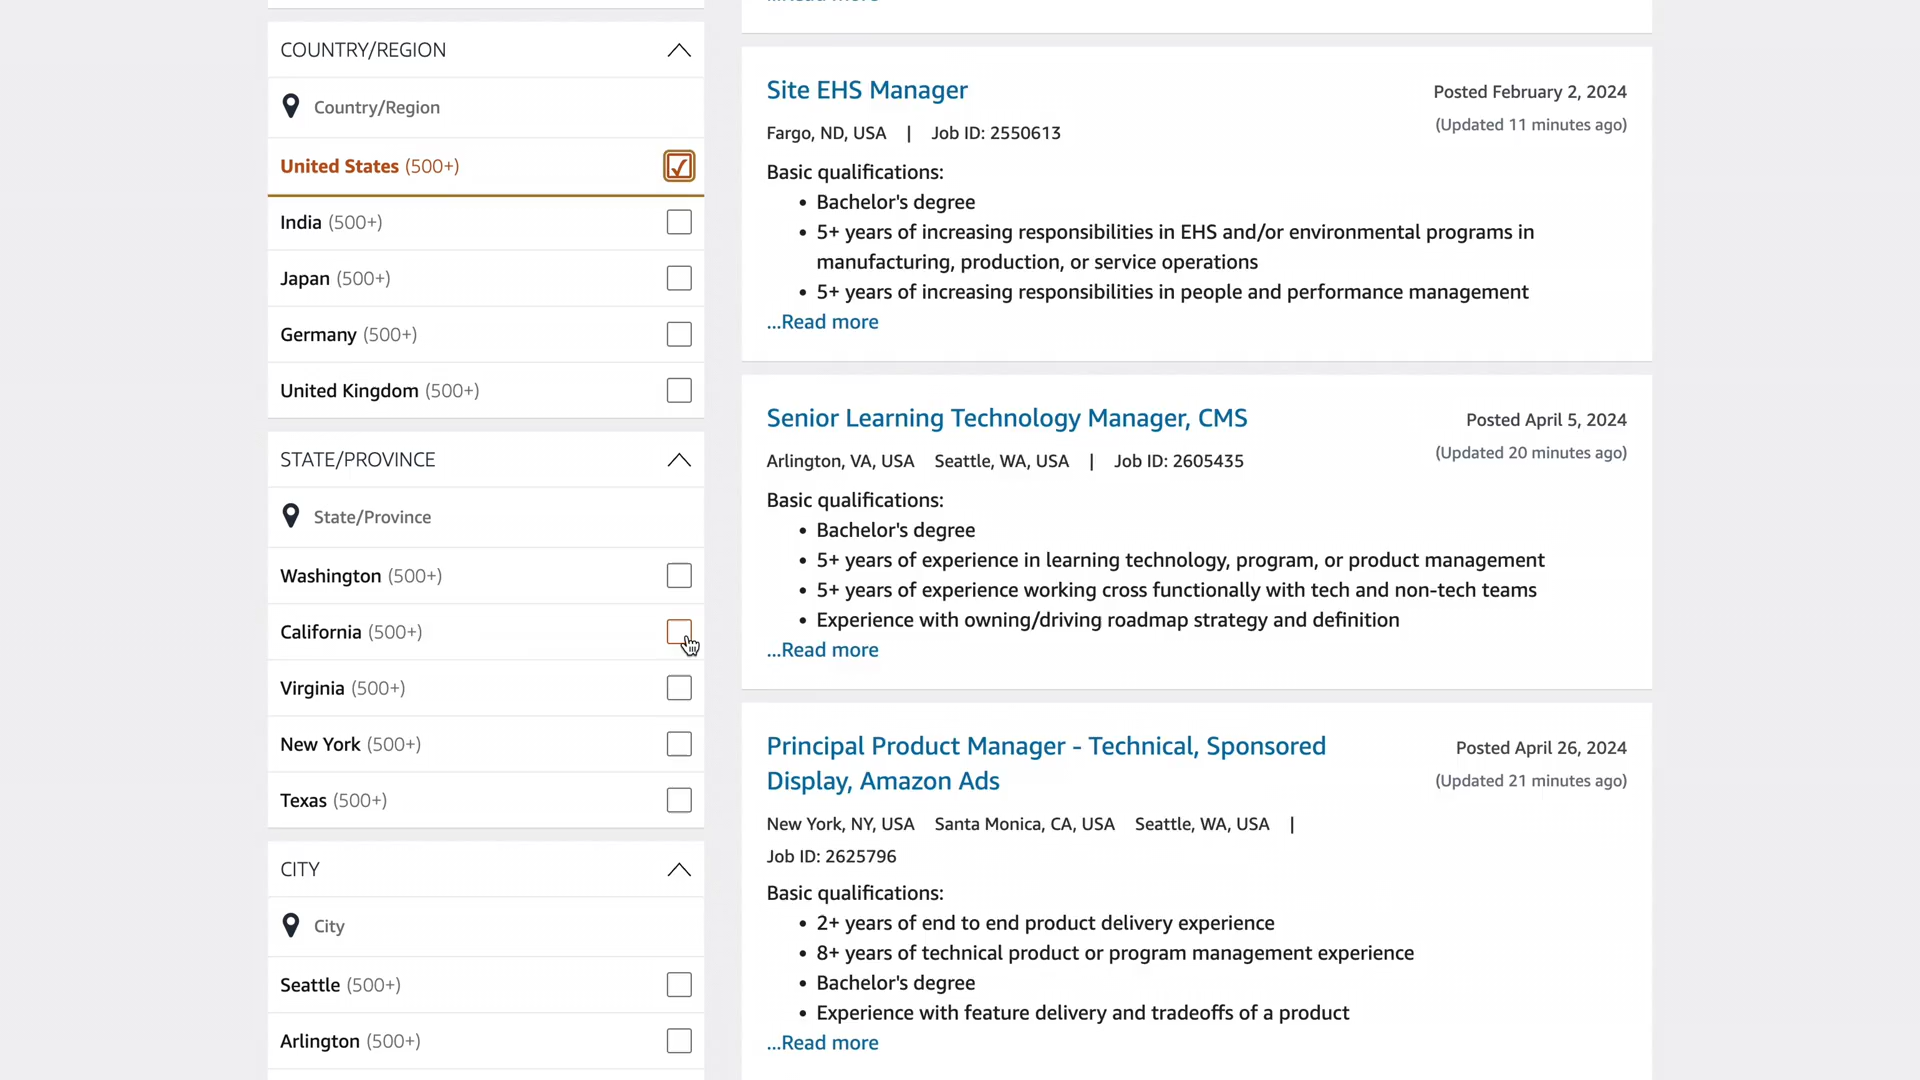 COUNTRY/REGION
Country/Region
United States (500+)
India (500+)
Japan (500+)
Germany (500+)
United Kingdom (500+)
STATE/PROVINCE
State/Province
Washington (500+)
California (500+)
Virginia (500+)
New York (500+)
Texas (500+)
CITY
City
Seattle (500+)
Arlington (500+)
...Read more
Site EHS Manager
Posted February 2, 2024
(Updated 11 minutes ago)
Fargo, ND, USA | Job ID: 2550613
Basic qualifications:
• Bachelor's degree
• 5+ years of increasing responsibilities in EHS and/or environmental programs in
manufacturing, production, or service operations
• 5+ years of increasing responsibilities in people and performance management
...Read more
Senior Learning Technology Manager, CMS
Posted April 5, 2024
(Updated 20 minutes ago)
Arlington, VA, USA Seattle, WA, USA | Job ID: 2605435
Basic qualifications:
• Bachelor's degree
• 5+ years of experience in learning technology, program, or product management
• 5+ years of experience working cross functionally with tech and non-tech teams
• Experience with owning/driving roadmap strategy and definition
...Read more
Principal Product Manager - Technical, Sponsored
Display, Amazon Ads
Posted April 26, 2024
(Updated 21 minutes ago)
New York, NY, USA Santa Monica, CA, USA Seattle, WA, USA |
Job ID: 2625796
Basic qualifications:
• 2+ years of end to end product delivery experience
• 8+ years of technical product or program management experience
• Bachelor's degree
• Experience with feature delivery and tradeoffs of a product
...Read more